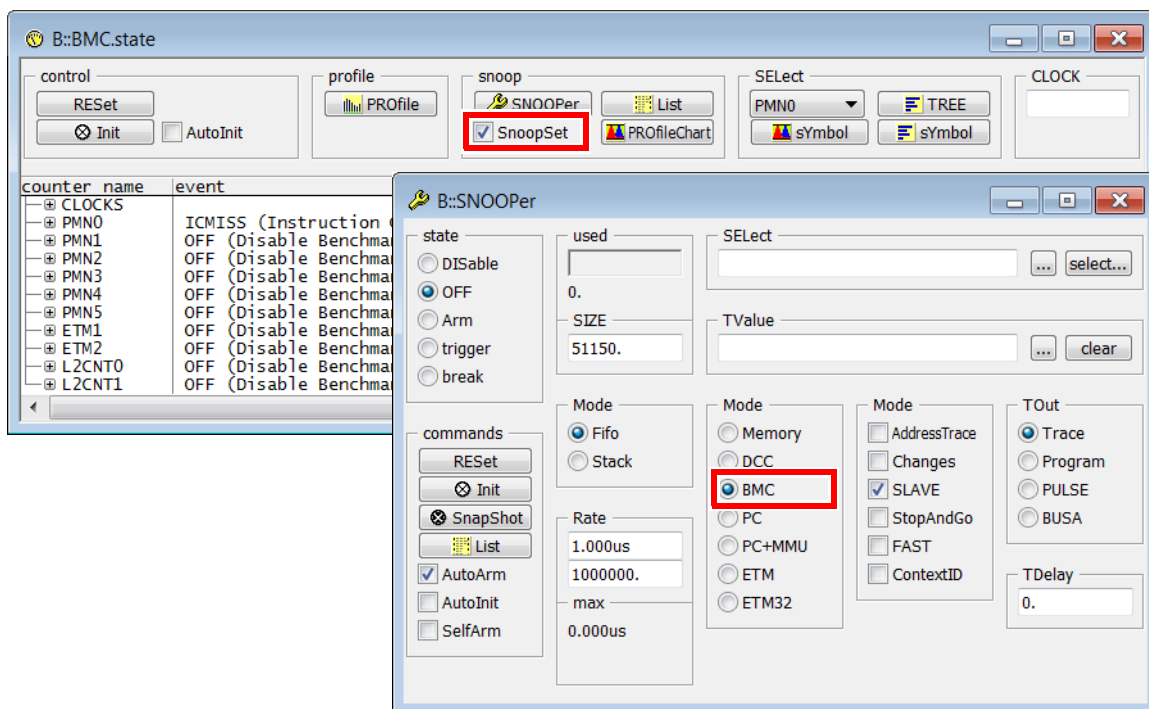 B::BMC.state
control
profile
snoop
SELect
CLOCK
RESet
PROfile
SNOOPer
List
PMN0
TREE
Init
AutoInit
SnoopSet
PROfileChart
sYmbol
sYmbol
counter name event
CLOCKS
PMN0 ICMISS (Instruction
PMN1 OFF (Disable Benchmar
PMN2 OFF (Disable Benchmar
PMN3 OFF (Disable Benchmar
PMN4 OFF (Disable Benchmar
PMN5 OFF (Disable Benchmar
ETM1 OFF (Disable Benchmar
ETM2 OFF (Disable Benchmar
L2CNT0 OFF (Disable Benchmar
L2CNT1 OFF (Disable Benchmar
B::SNOOPer
state
DISable
OFF
Arm
trigger
break
used
0.
SIZE
51150.
SELect
...
select...
TValue
...
clear
commands
RESet
Init
SnapShot
List
AutoArm
AutoInit
SelfArm
Mode
Fifo
Stack
Rate
1.000us
1000000.
max
0.000us
Mode
Memory
DCC
BMC
PC
PC+MMU
ETM
ETM32
Mode
AddressTrace
Changes
SLAVE
StopAndGo
FAST
ContextID
TOut
Trace
Program
PULSE
BUSA
TDelay
0.